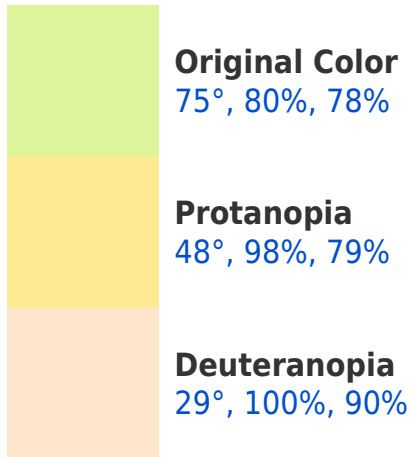 Original Color
75°, 80%, 78%
Protanopia
48°, 98%, 79%
Deuteranopia
29°, 100%, 90%